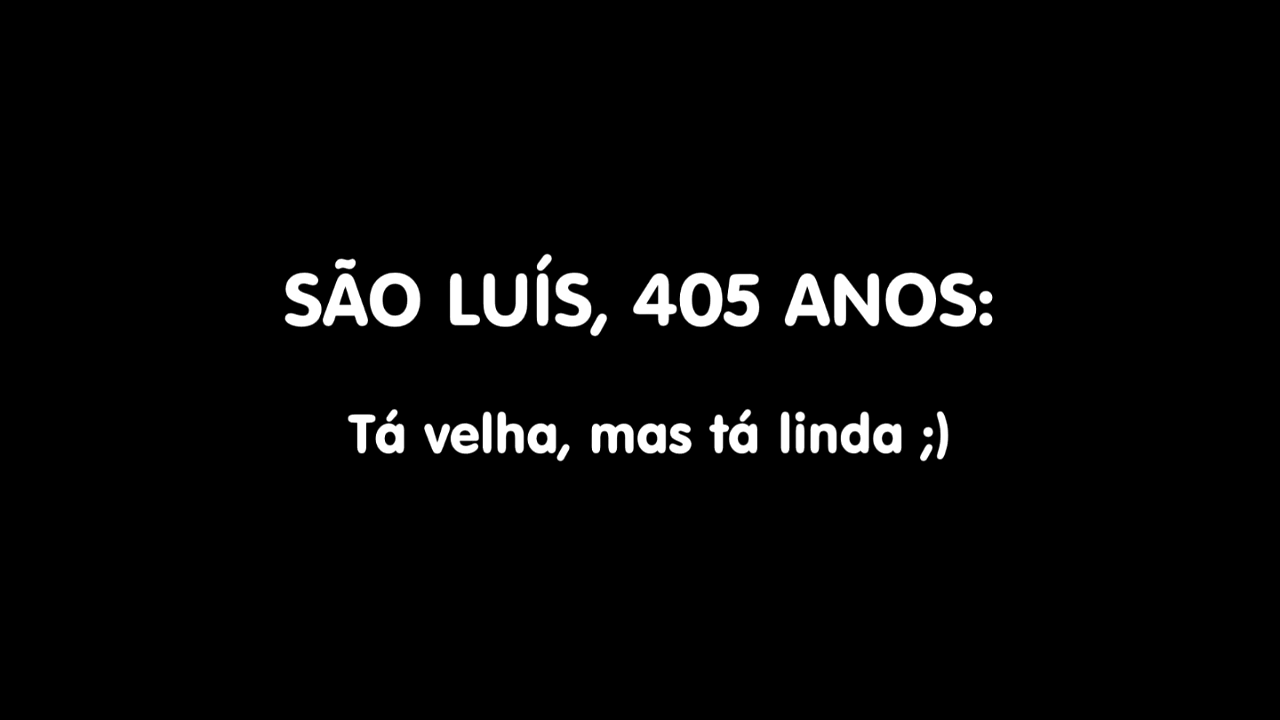 SÃO LUÍS, 405 ANOS:
Tá velha, mas tá linda ;)